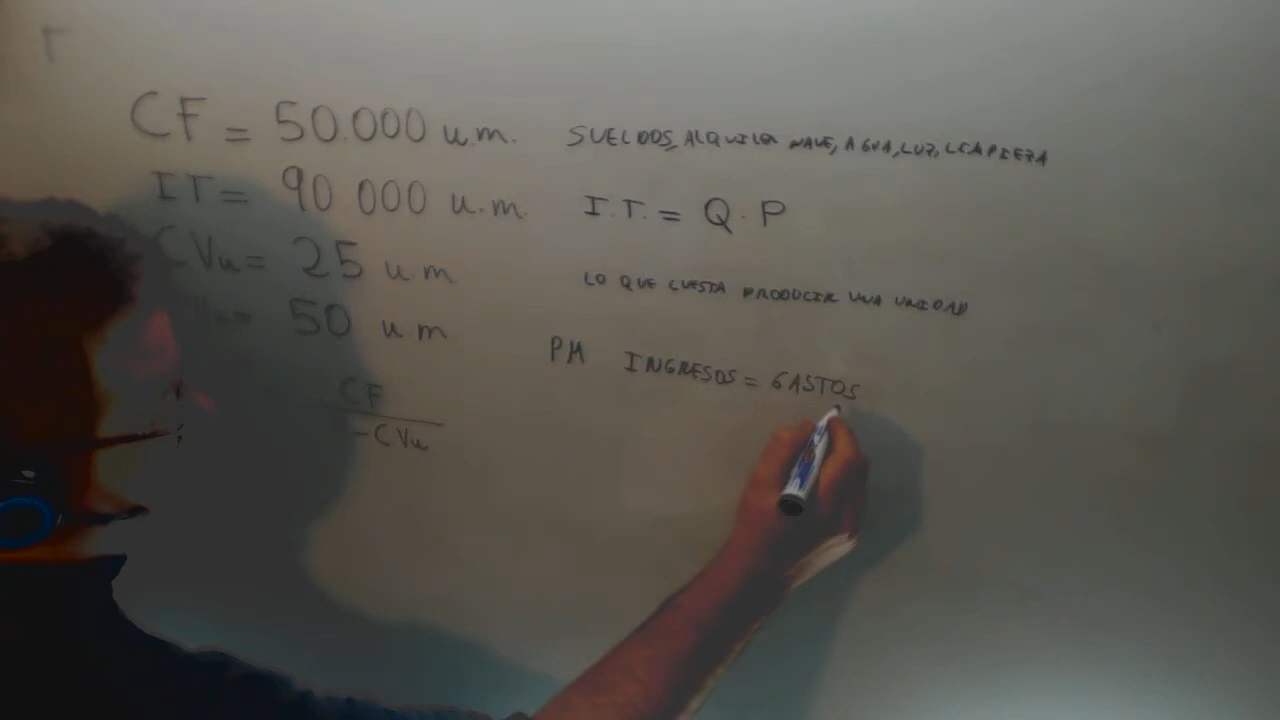 CF = 50.000 u.m. SUELDOS, ALQUILER NAVE, AGUA, LUZ, LIMPIEZA
IT = 90 000 u.m. I.T. = Q · P
CVu = 25 u.m LO QUE CUESTA PRODUCIR UNA UNIDAD
= 50 u m
PM INGRESOS = GASTOS
CF
-CVu